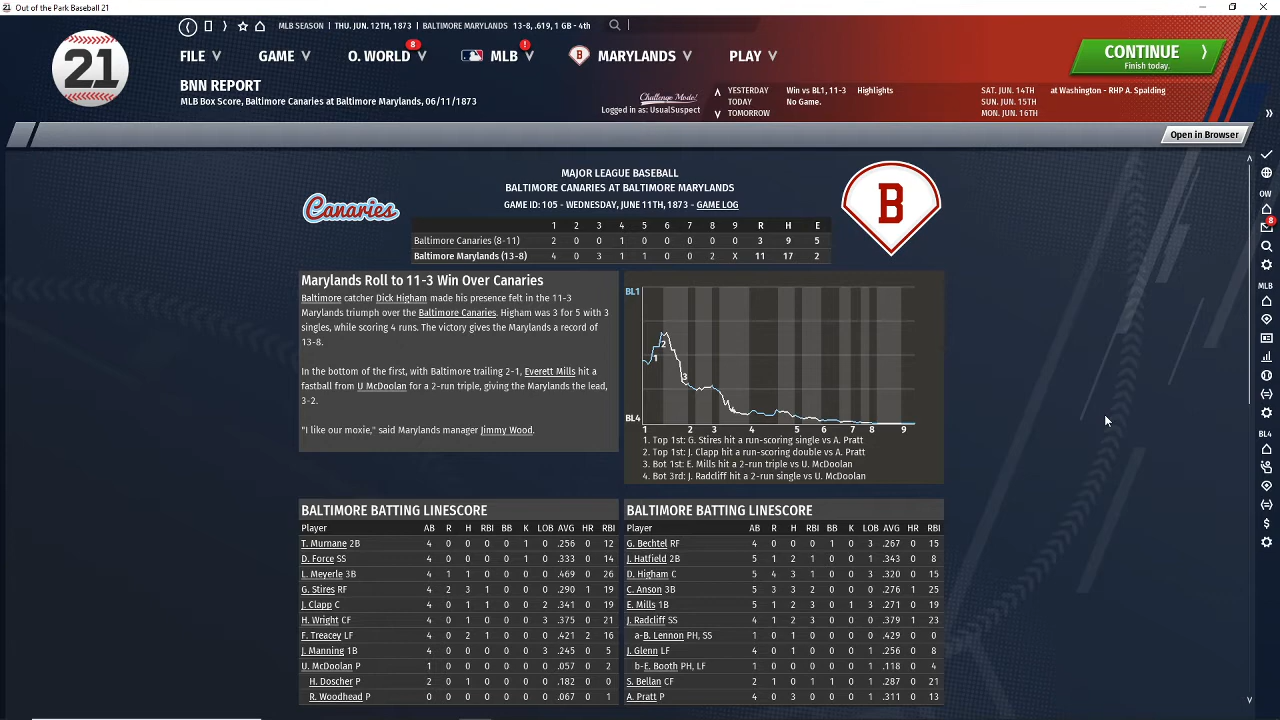 Out of the Park Baseball 21
MLB SEASON | THU. JUN. 12TH, 1873 | BALTIMORE MARYLANDS 13-8, .619, 1 GB - 4th
21
FILE GAME O. WORLD 8 MLB ! B MARYLANDS PLAY
CONTINUE
Finish today.
BNN REPORT
MLB Box Score, Baltimore Canaries at Baltimore Marylands, 06/11/1873
Challenge Mode!
Logged in as: UsualSuspect
YESTERDAY Win vs BL1, 11-3 Highlights
TODAY No Game.
TOMORROW
SAT. JUN. 14TH at Washington - RHP A. Spalding
SUN. JUN. 15TH
MON. JUN. 16TH
Open in Browser
Canaries
MAJOR LEAGUE BASEBALL
BALTIMORE CANARIES AT BALTIMORE MARYLANDS
GAME ID: 105 - WEDNESDAY, JUNE 11TH, 1873 - GAME LOG
B
1 2 3 4 5 6 7 8 9 R H E
Baltimore Canaries (8-11) 2 0 0 1 0 0 0 0 0 3 9 5
Baltimore Marylands (13-8) 4 0 3 1 1 0 0 2 X 11 17 2
Marylands Roll to 11-3 Win Over Canaries
Baltimore catcher Dick Higham made his presence felt in the 11-3
Marylands triumph over the Baltimore Canaries. Higham was 3 for 5 with 3
singles, while scoring 4 runs. The victory gives the Marylands a record of
13-8.
In the bottom of the first, with Baltimore trailing 2-1, Everett Mills hit a
fastball from U McDoolan for a 2-run triple, giving the Marylands the lead,
3-2.
"I like our moxie," said Marylands manager Jimmy Wood.
BL1
1
2
3
BL4
1 2 3 4 5 6 7 8 9
1. Top 1st: G. Stires hit a run-scoring single vs A. Pratt
2. Top 1st: J. Clapp hit a run-scoring double vs A. Pratt
3. Bot 1st: E. Mills hit a 2-run triple vs U. McDoolan
4. Bot 3rd: J. Radcliff hit a 2-run single vs U. McDoolan
BALTIMORE BATTING LINESCORE
Player AB R H RBI BB K LOB AVG HR RBI
T. Murnane 2B 4 0 0 0 0 1 0 .256 0 12
D. Force SS 4 0 0 0 0 1 0 .333 0 14
L. Meyerle 3B 4 1 1 0 0 0 0 .469 0 26
G. Stires RF 4 2 3 1 0 0 0 .290 1 19
J. Clapp C 4 0 1 1 0 0 2 .341 0 19
H. Wright CF 4 0 1 0 0 0 3 .375 0 21
F. Treacey LF 4 0 2 1 0 0 0 .421 2 16
J. Manning 1B 4 0 0 0 0 0 3 .245 0 5
U. McDoolan P 1 0 0 0 0 0 0 .057 0 2
H. Doscher P 2 0 1 0 0 0 0 .182 0 0
R. Woodhead P 0 0 0 0 0 0 0 .067 0 1
BALTIMORE BATTING LINESCORE
Player AB R H RBI BB K LOB AVG HR RBI
G. Bechtel RF 4 0 0 0 1 0 3 .267 0 15
J. Hatfield 2B 5 1 2 1 0 0 1 .343 0 8
D. Higham C 5 4 3 1 0 0 3 .320 0 15
C. Anson 3B 5 3 3 2 0 0 0 .276 1 25
E. Mills 1B 5 1 2 3 0 1 3 .271 0 19
J. Radcliff SS 4 1 2 3 0 0 0 .379 1 23
a-B. Lennon PH, SS 1 0 1 0 0 0 0 .429 0 0
J. Glenn LF 4 0 1 0 0 0 1 .256 0 8
b-E. Booth PH, LF 1 0 0 0 0 0 1 .118 0 4
S. Bellan CF 2 1 0 1 1 0 2 .287 0 21
A. Pratt P 4 0 3 0 0 0 1 .311 0 13
OW
8
MLB
BL4
$